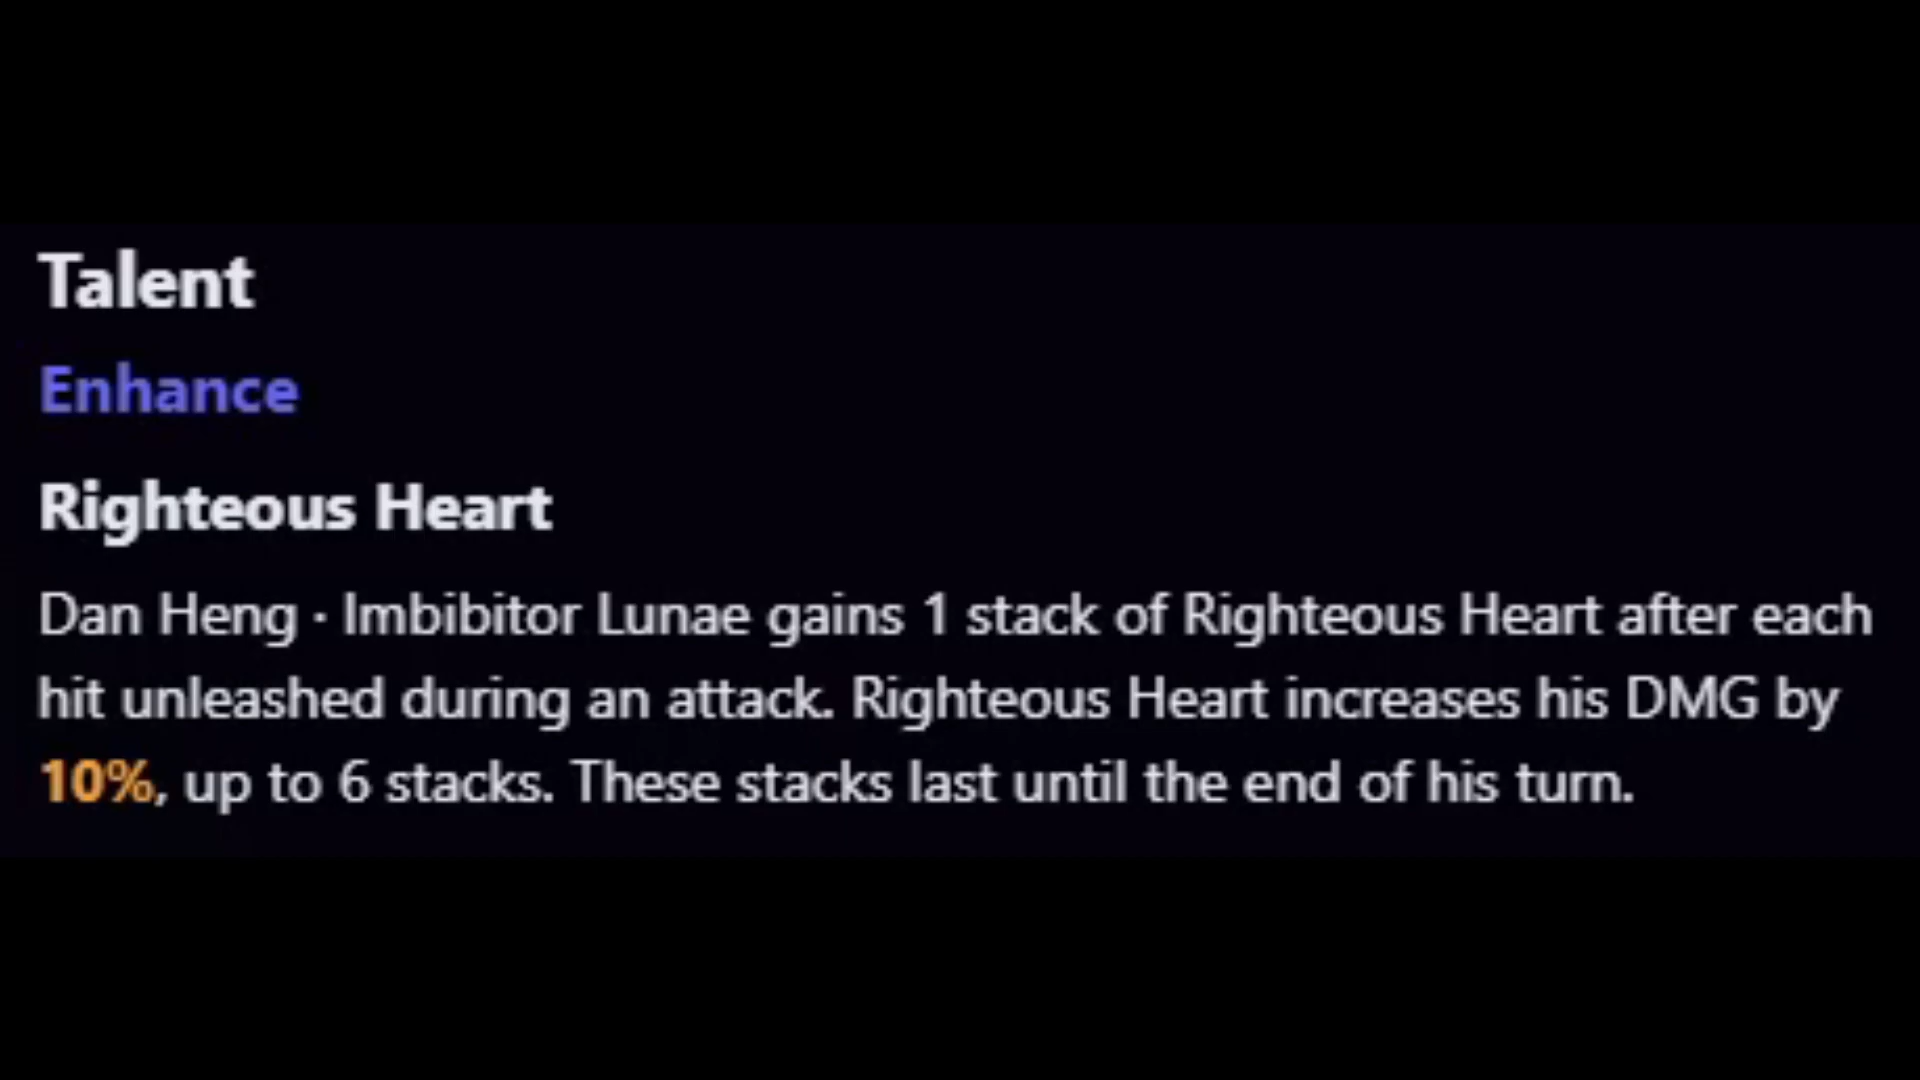 Talent
Enhance
Righteous Heart
Dan Heng · Imbibitor Lunae gains 1 stack of Righteous Heart after each
hit unleashed during an attack. Righteous Heart increases his DMG by
10%, up to 6 stacks. These stacks last until the end of his turn.